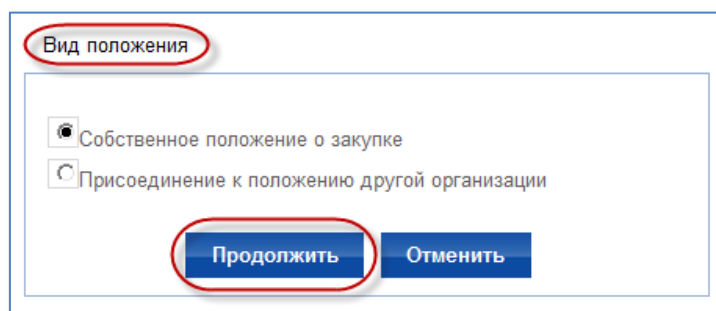 Вид положения
Собственное положение о закупке
Присоединение к положению другой организации
Продолжить Отменить